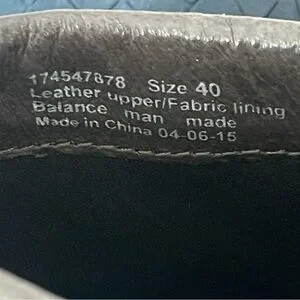 174547878 Size 40
Leather upper/Fabric lining
Balance man made
Made in China 04-06-15